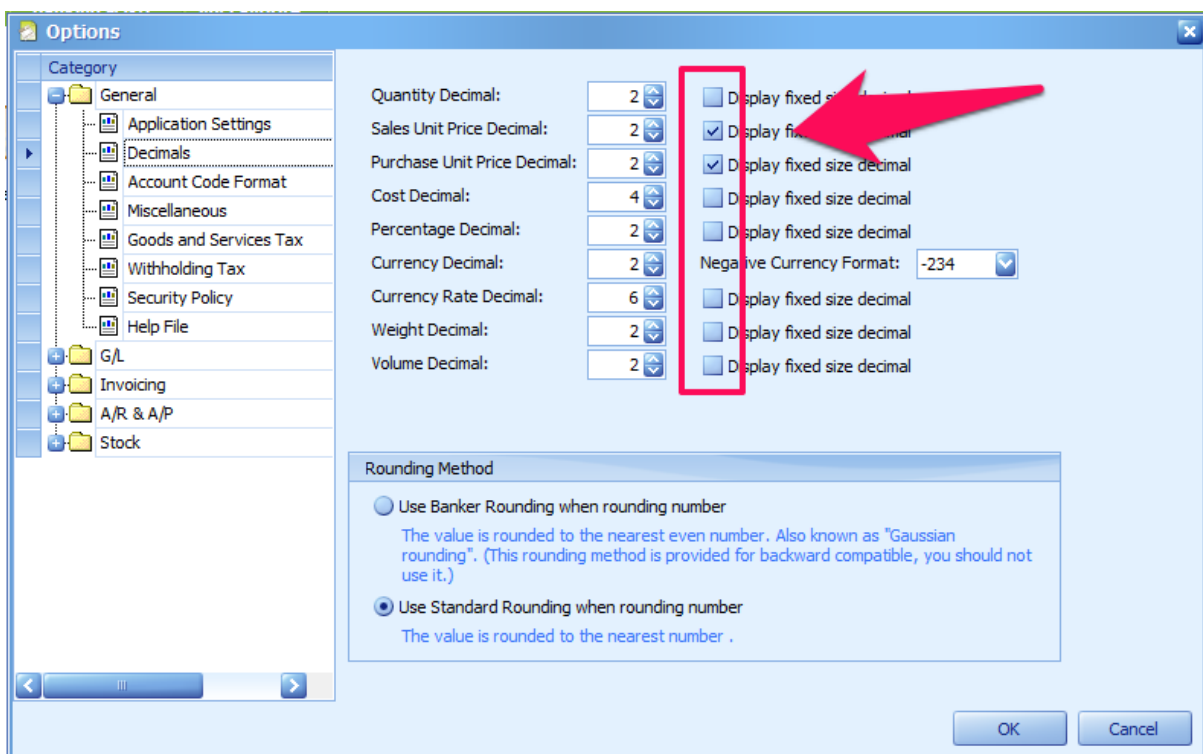 Options
Category
General
Application Settings
Decimals
Account Code Format
Miscellaneous
Goods and Services Tax
Withholding Tax
Security Policy
Help File
G/L
Invoicing
A/R & A/P
Stock
Quantity Decimal: 2 Display fixed size decimal
Sales Unit Price Decimal: 2 Display decimal
Purchase Unit Price Decimal: 2 Display fixed size decimal
Cost Decimal: 4 Display fixed size decimal
Percentage Decimal: 2 Display fixed size decimal
Currency Decimal: 2 Negative Currency Format: -234
Currency Rate Decimal: 6 Display fixed size decimal
Weight Decimal: 2 Display fixed size decimal
Volume Decimal: 2 Display fixed size decimal
Rounding Method
Use Banker Rounding when rounding number
The value is rounded to the nearest even number. Also known as "Gaussian
rounding". (This rounding method is provided for backward compatible, you should not
use it.)
Use Standard Rounding when rounding number
The value is rounded to the nearest number .
OK Cancel